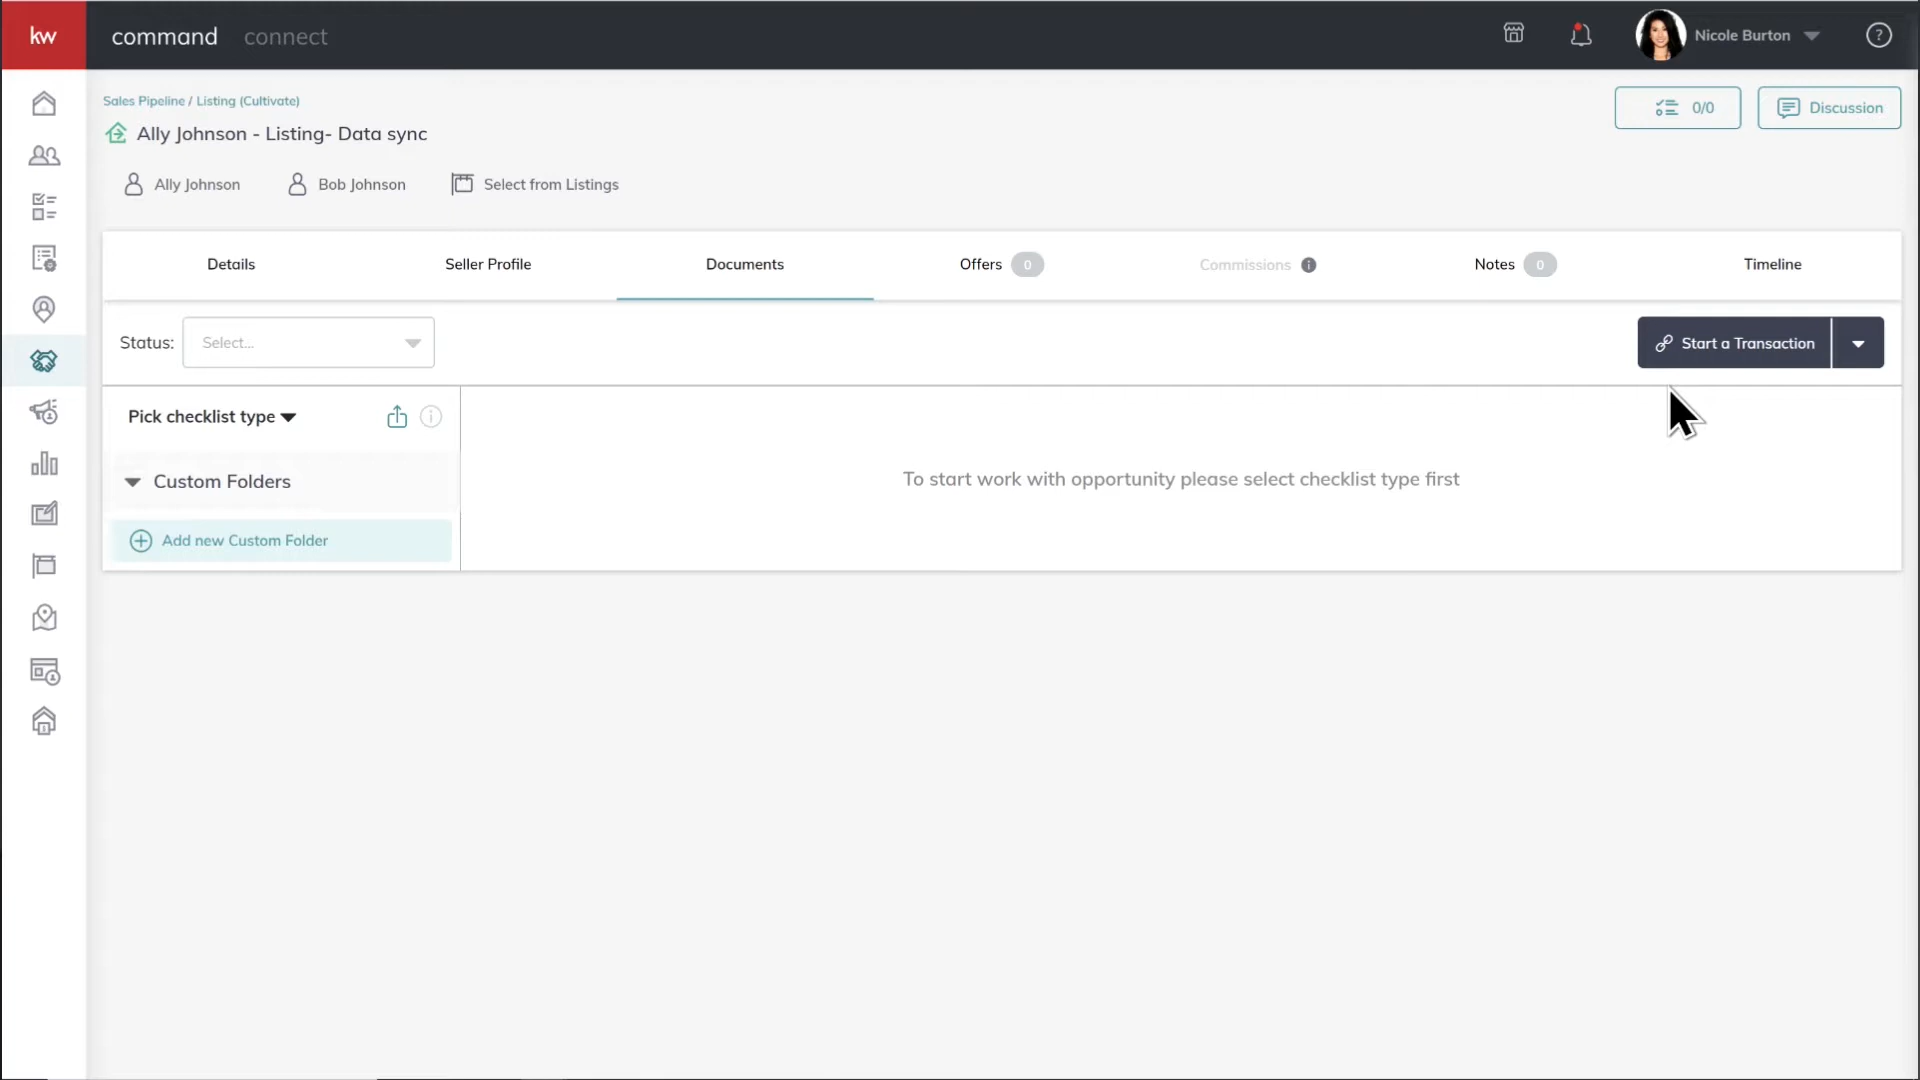 kw command connect Nicole Burton ?
Sales Pipeline / Listing (Cultivate)
0/0 Discussion
Ally Johnson - Listing- Data sync
Ally Johnson Bob Johnson Select from Listings
Details Seller Profile Documents Offers 0 Commissions i Notes 0 Timeline
Status: Select... Start a Transaction
Pick checklist type i
Custom Folders
To start work with opportunity please select checklist type first
Add new Custom Folder